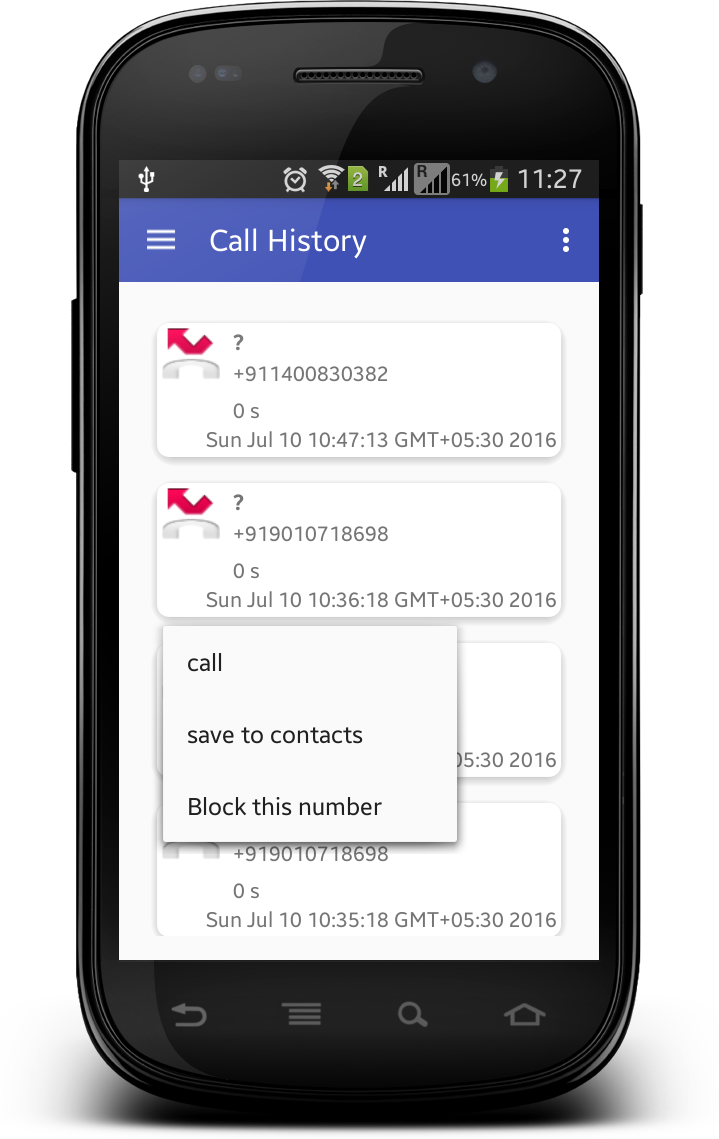 2 R R 61% 11:27
Call History
?
+911400830382
0 s
Sun Jul 10 10:47:13 GMT+05:30 2016
?
+919010718698
0 s
Sun Jul 10 10:36:18 GMT+05:30 2016
call
save to contacts
05:30 2016
Block this number
+919010718698
0 s
Sun Jul 10 10:35:18 GMT+05:30 2016